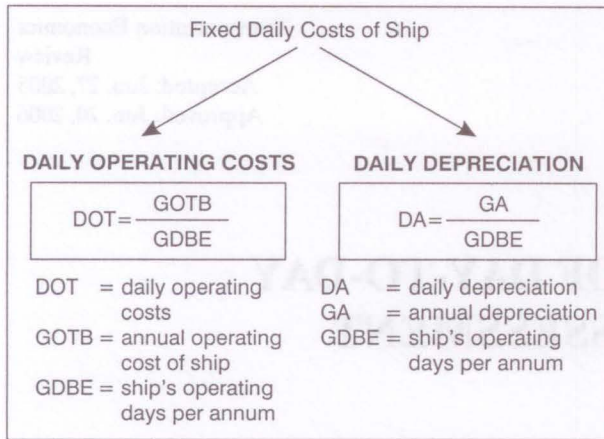 Fixed Daily Costs of Ship
DAILY OPERATING COSTS
DOT= GOTB
GDBE
DOT = daily operating
costs
GOTB = annual operating
cost of ship
GDBE = ship's operating
days per annum
DAILY DEPRECIATION
DA= GA
GDBE
DA = daily depreciation
GA = annual depreciation
GDBE = ship's operating
days per annum